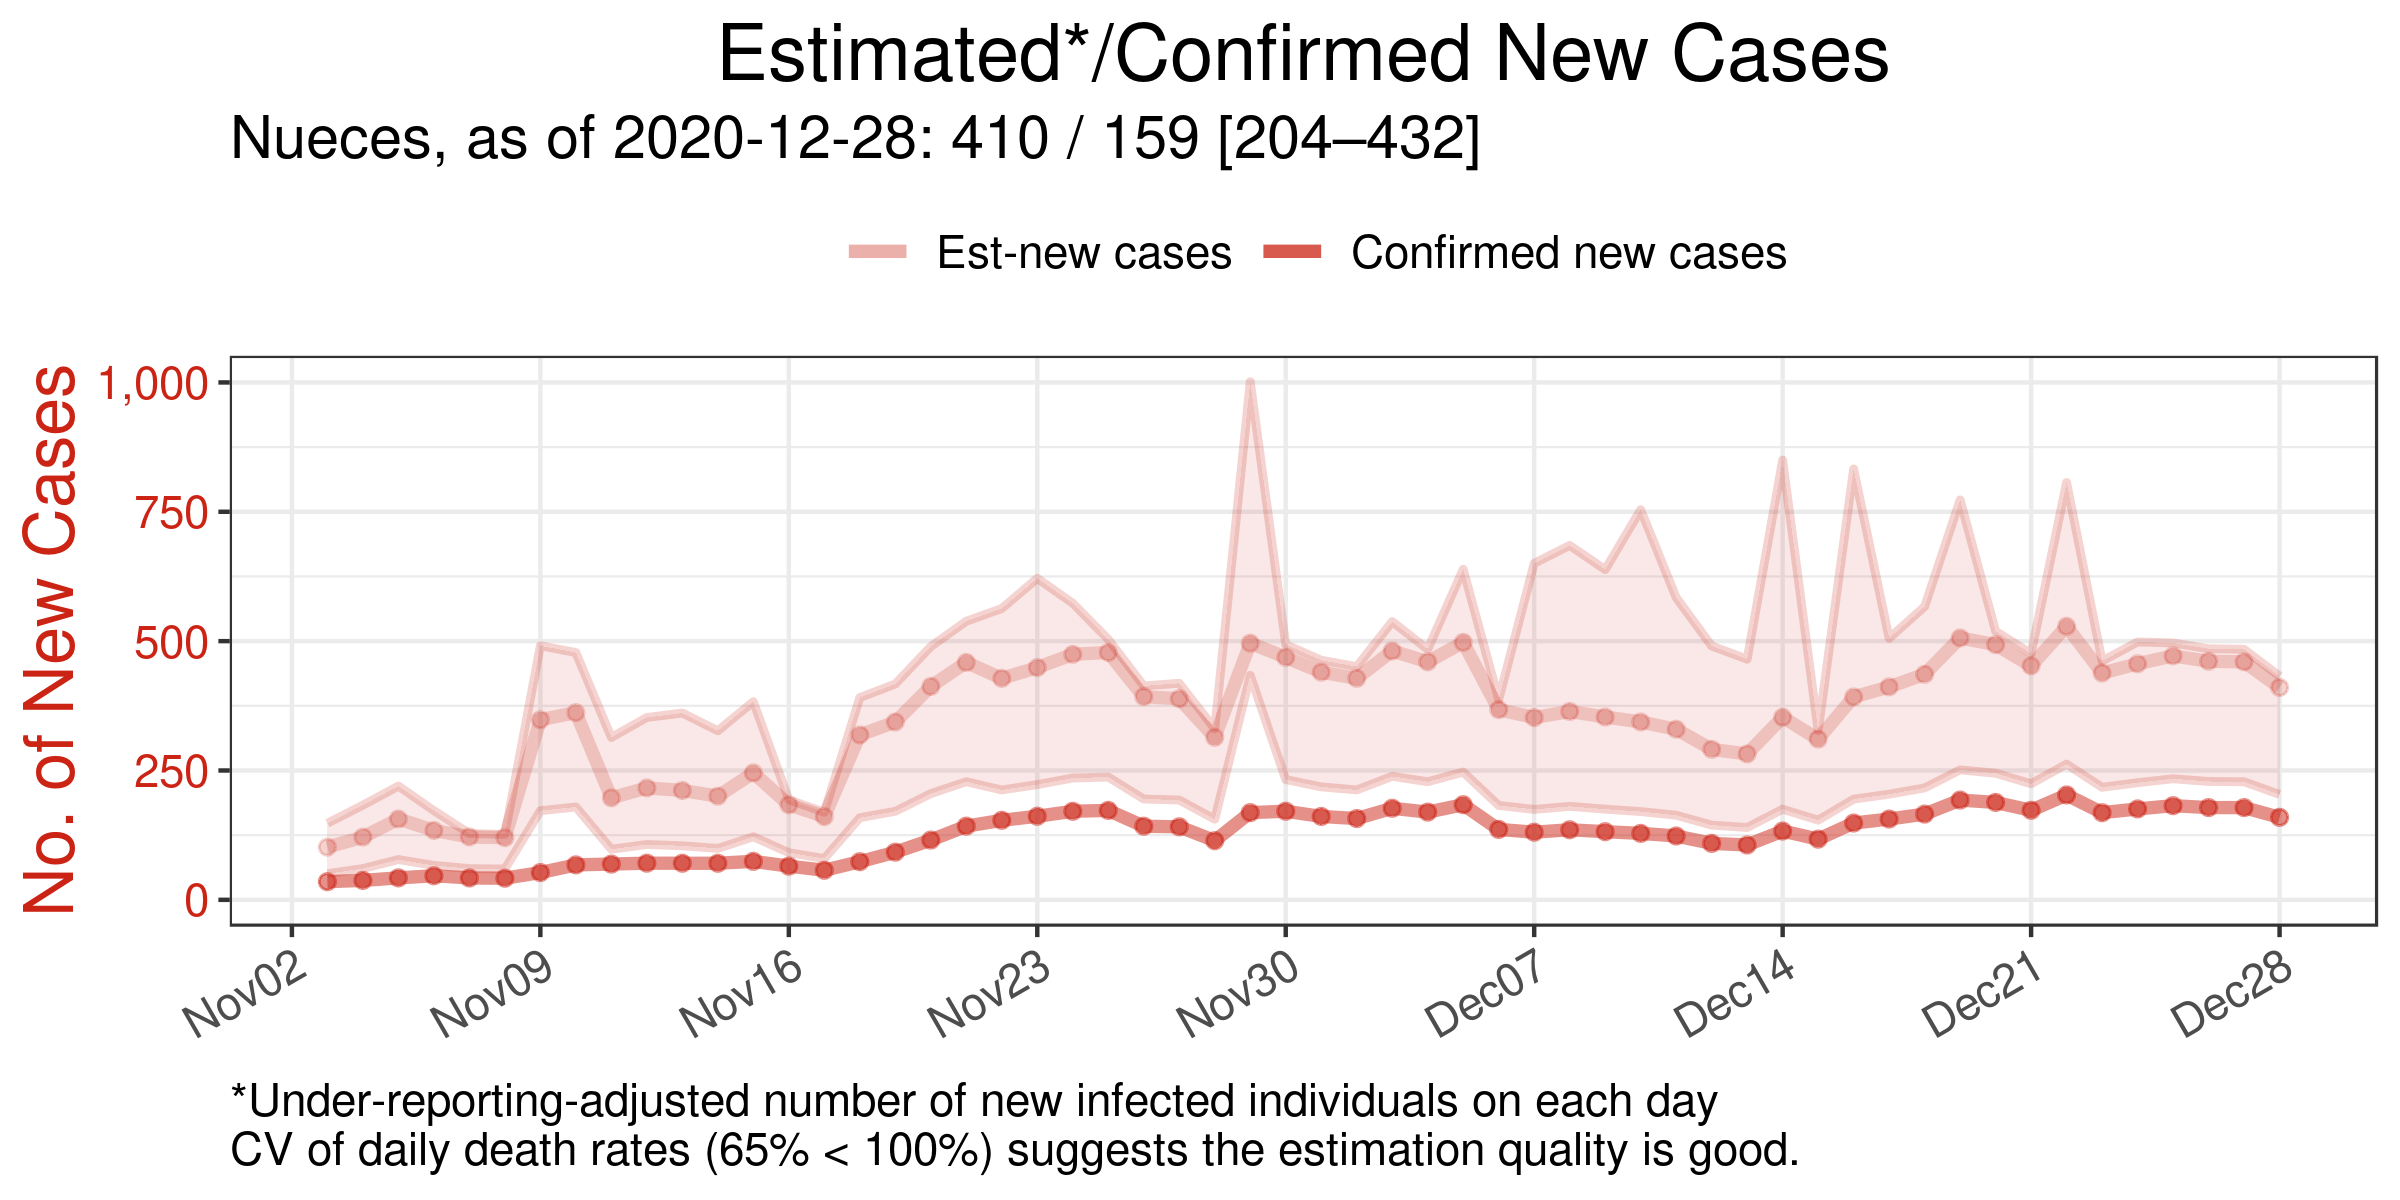 Estimated*/Confirmed New Cases
Nueces, as of 2020-12-28: 410 / 159 [204–432]
Est-new cases Confirmed new cases
No. of New Cases
1,000
750
500
250
0
Nov02 Nov09 Nov16 Nov23 Nov30 Dec07 Dec14 Dec21 Dec28
*Under-reporting-adjusted number of new infected individuals on each day
CV of daily death rates (65% < 100%) suggests the estimation quality is good.